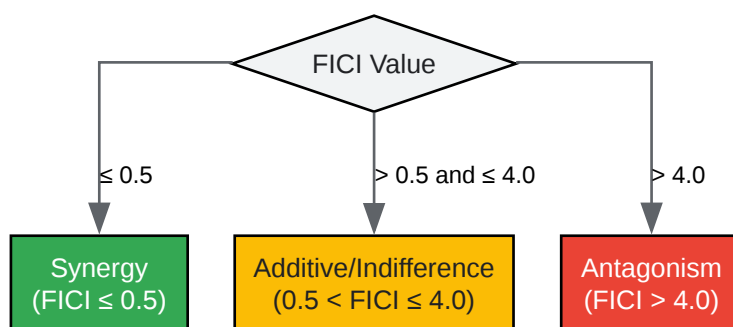 FICI Value
≤ 0.5
> 0.5 and ≤ 4.0
> 4.0
Synergy
(FICI ≤ 0.5)
Additive/Indifference
(0.5 < FICI ≤ 4.0)
Antagonism
(FICI > 4.0)